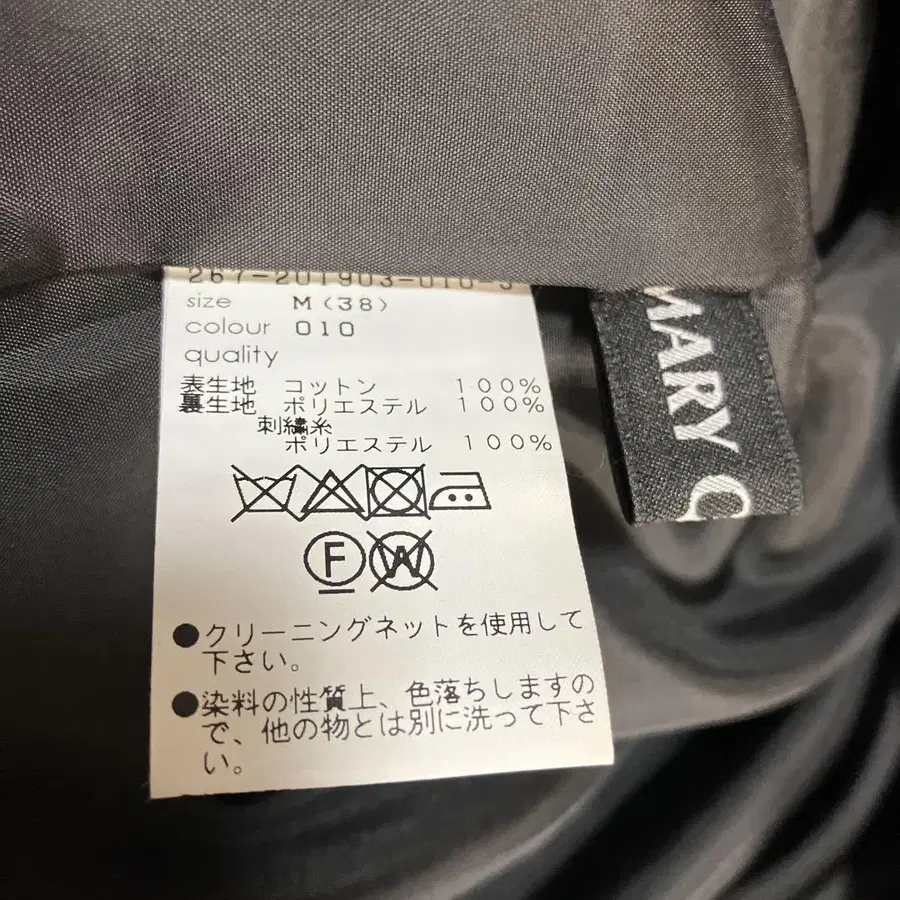 267-201903-010-3
size M(38)
colour 010
quality
表生地 コットン 100%
裏生地 ポリエステル 100%
刺繍糸
ポリエステル 100%
F W
●クリーニングネットを使用して
下さい。
●染料の性質上、色落ちしますの
で、他の物とは別に洗って下さ
い。
MARY Q